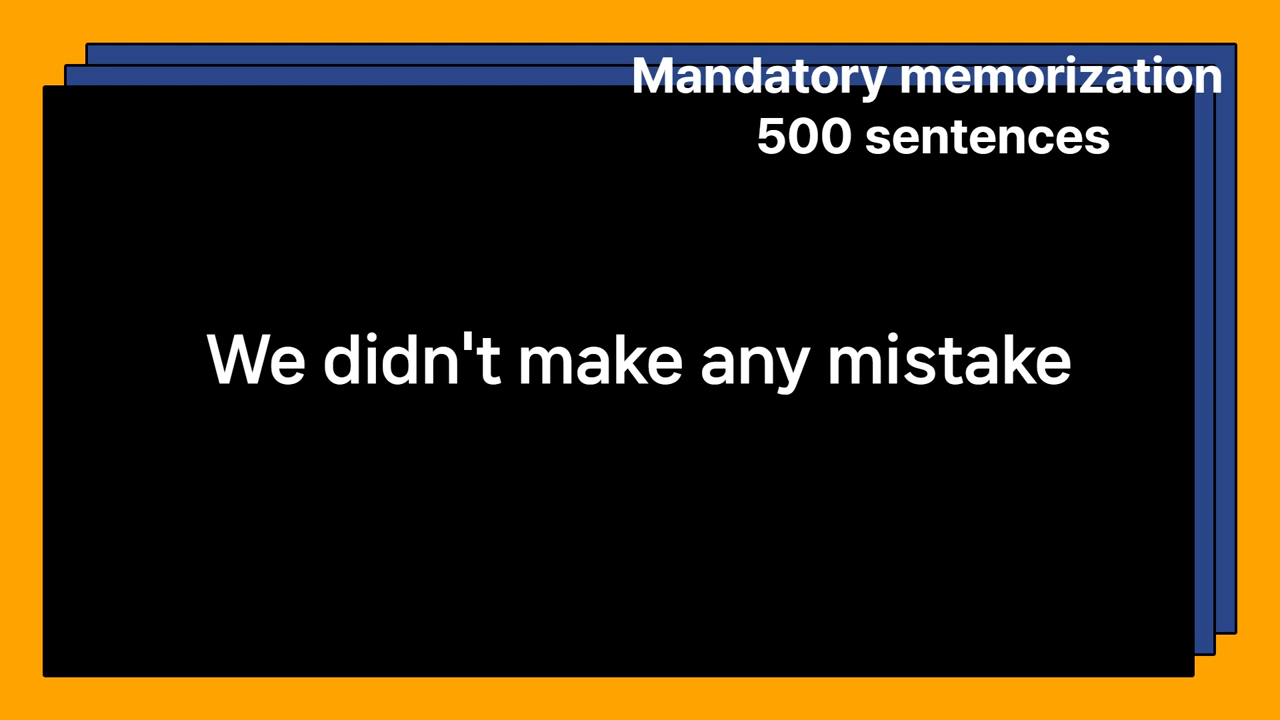 Mandatory memorization
500 sentences
We didn't make any mistake